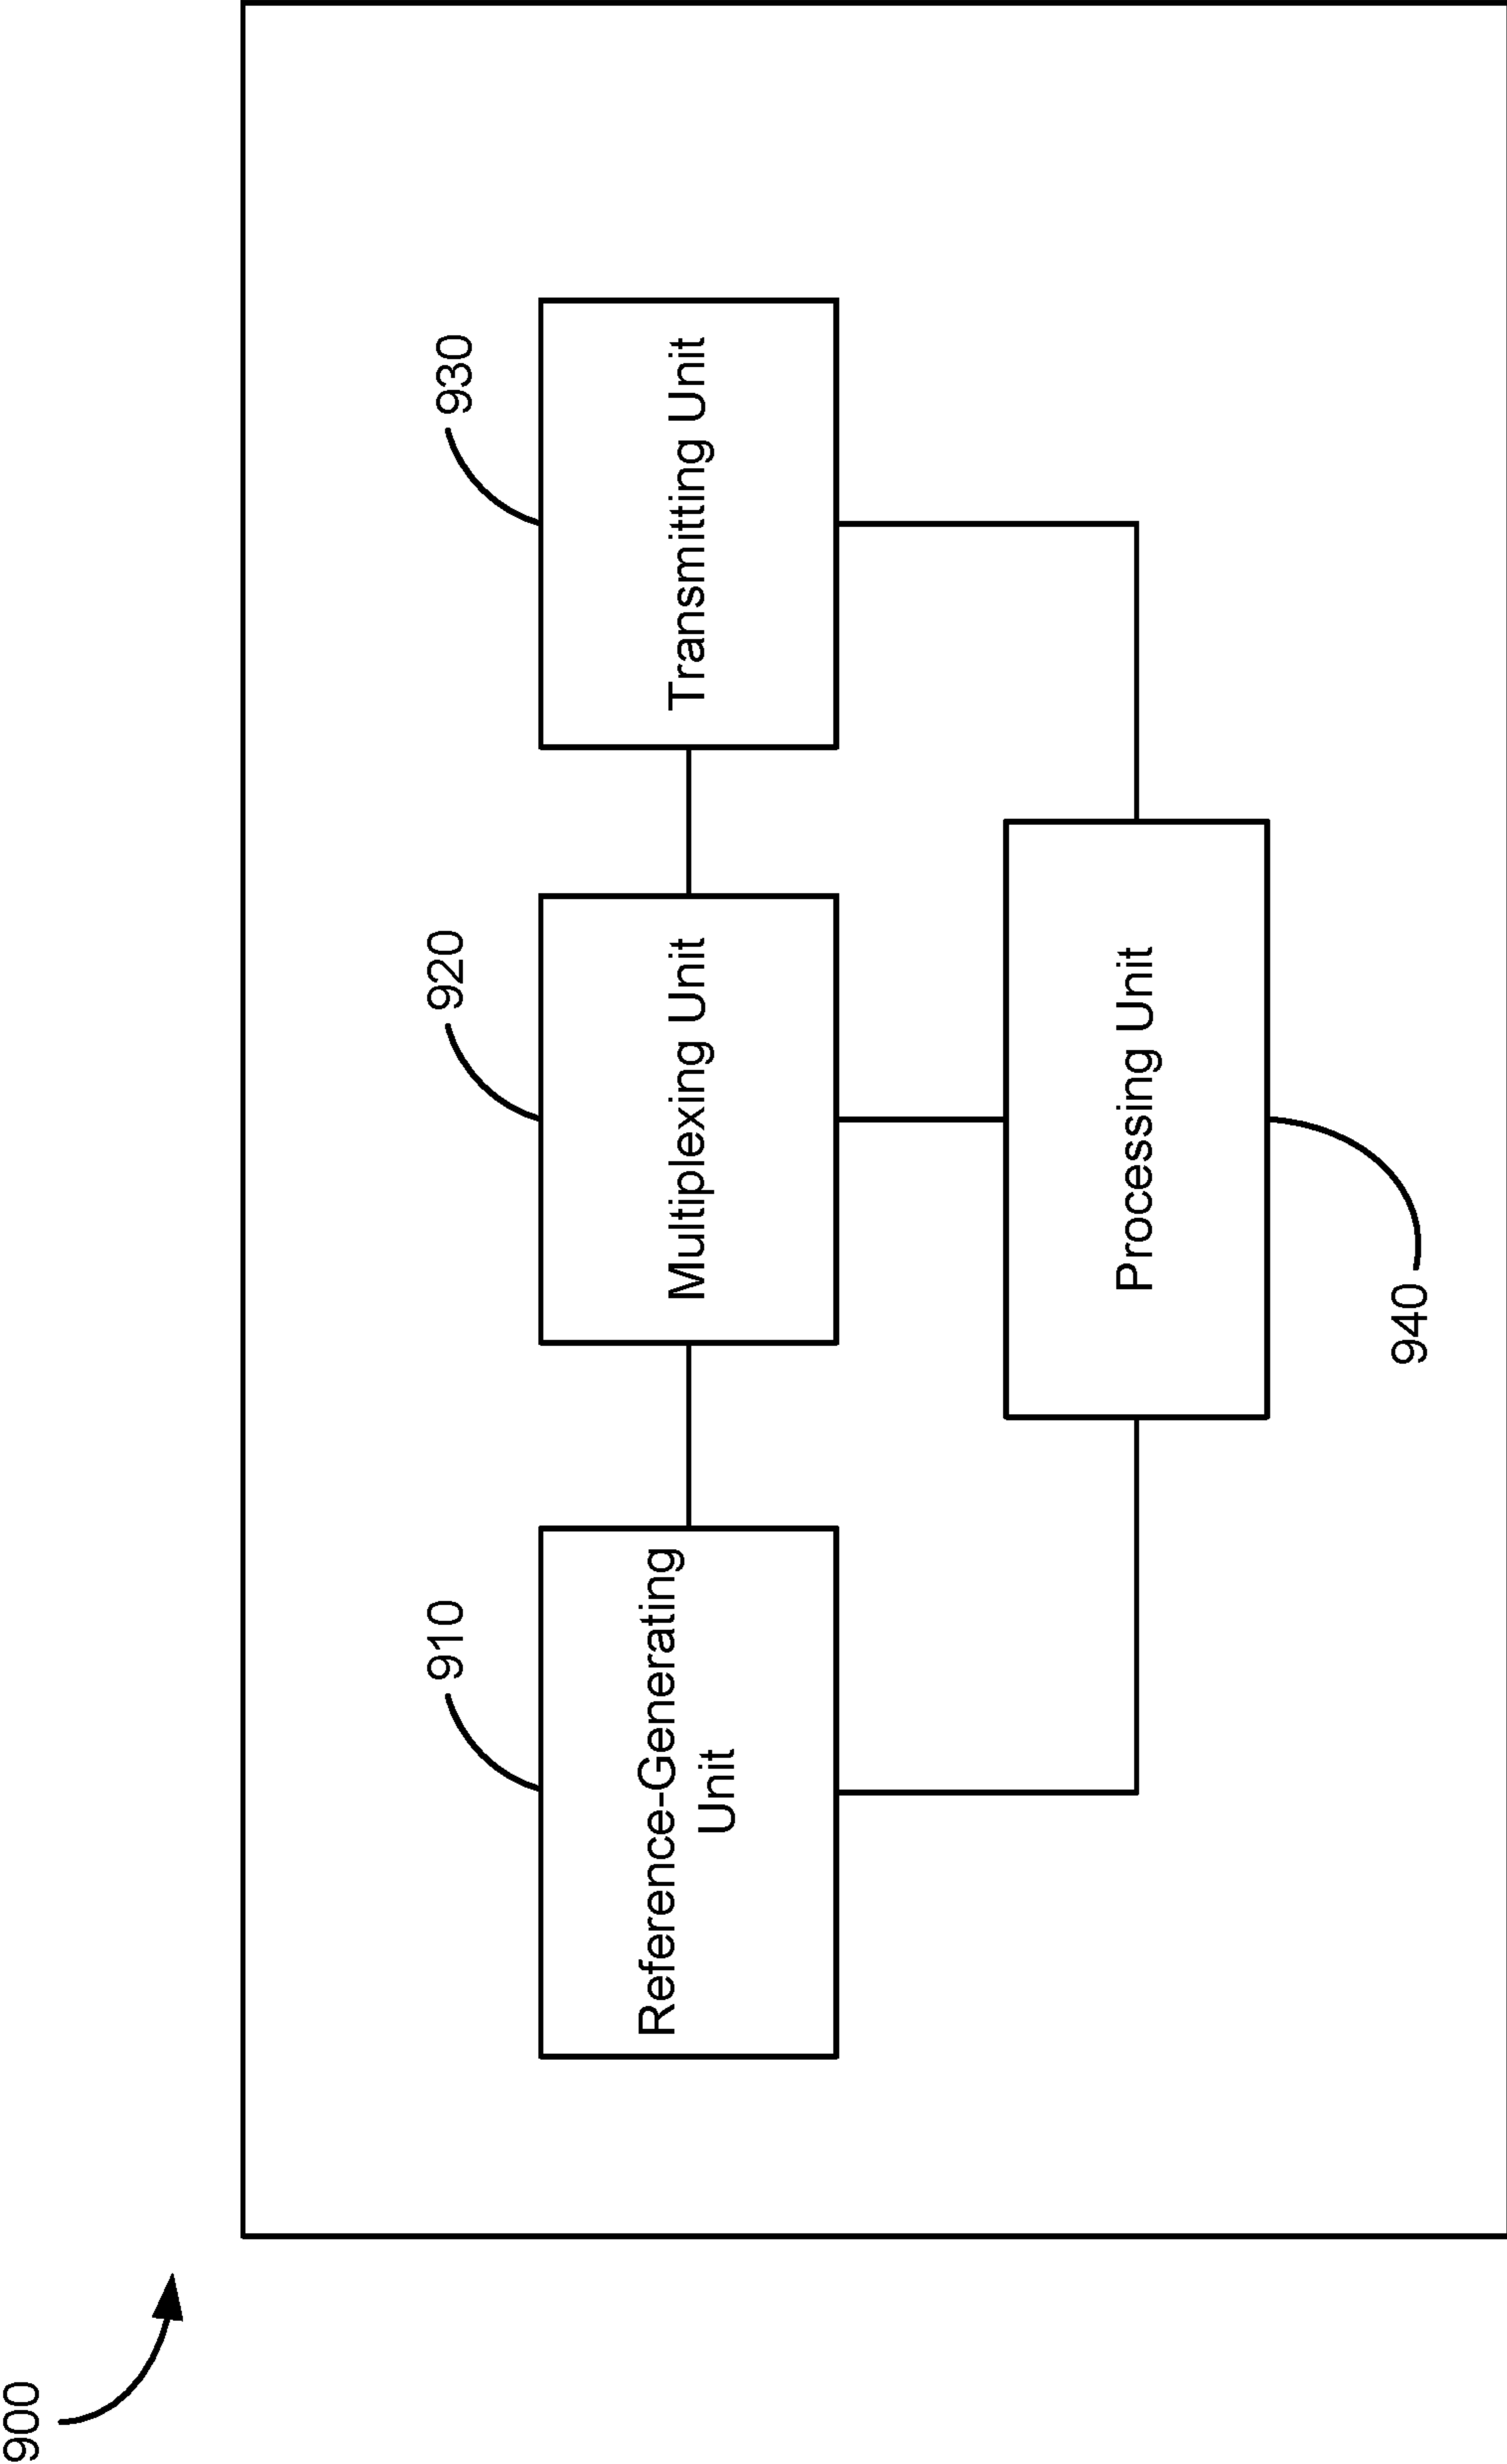 900
910
920
930
Reference-Generating
Unit
Multiplexing Unit
Transmitting Unit
Processing Unit
940